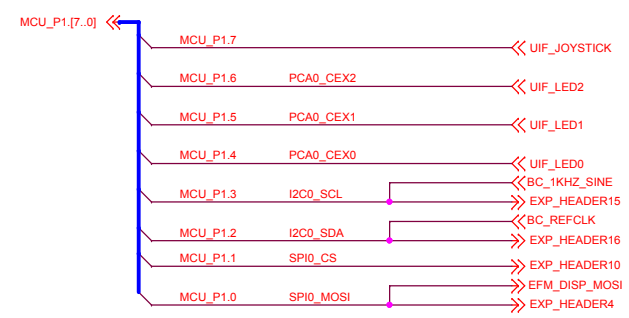 MCU_P1.[7..0]
MCU_P1.7 UIF_JOYSTICK
MCU_P1.6 PCA0_CEX2 UIF_LED2
MCU_P1.5 PCA0_CEX1 UIF_LED1
MCU_P1.4 PCA0_CEX0 UIF_LED0
BC_1KHZ_SINE
MCU_P1.3 I2C0_SCL EXP_HEADER15
BC_REFCLK
MCU_P1.2 I2C0_SDA EXP_HEADER16
MCU_P1.1 SPI0_CS EXP_HEADER10
EFM_DISP_MOSI
MCU_P1.0 SPI0_MOSI EXP_HEADER4